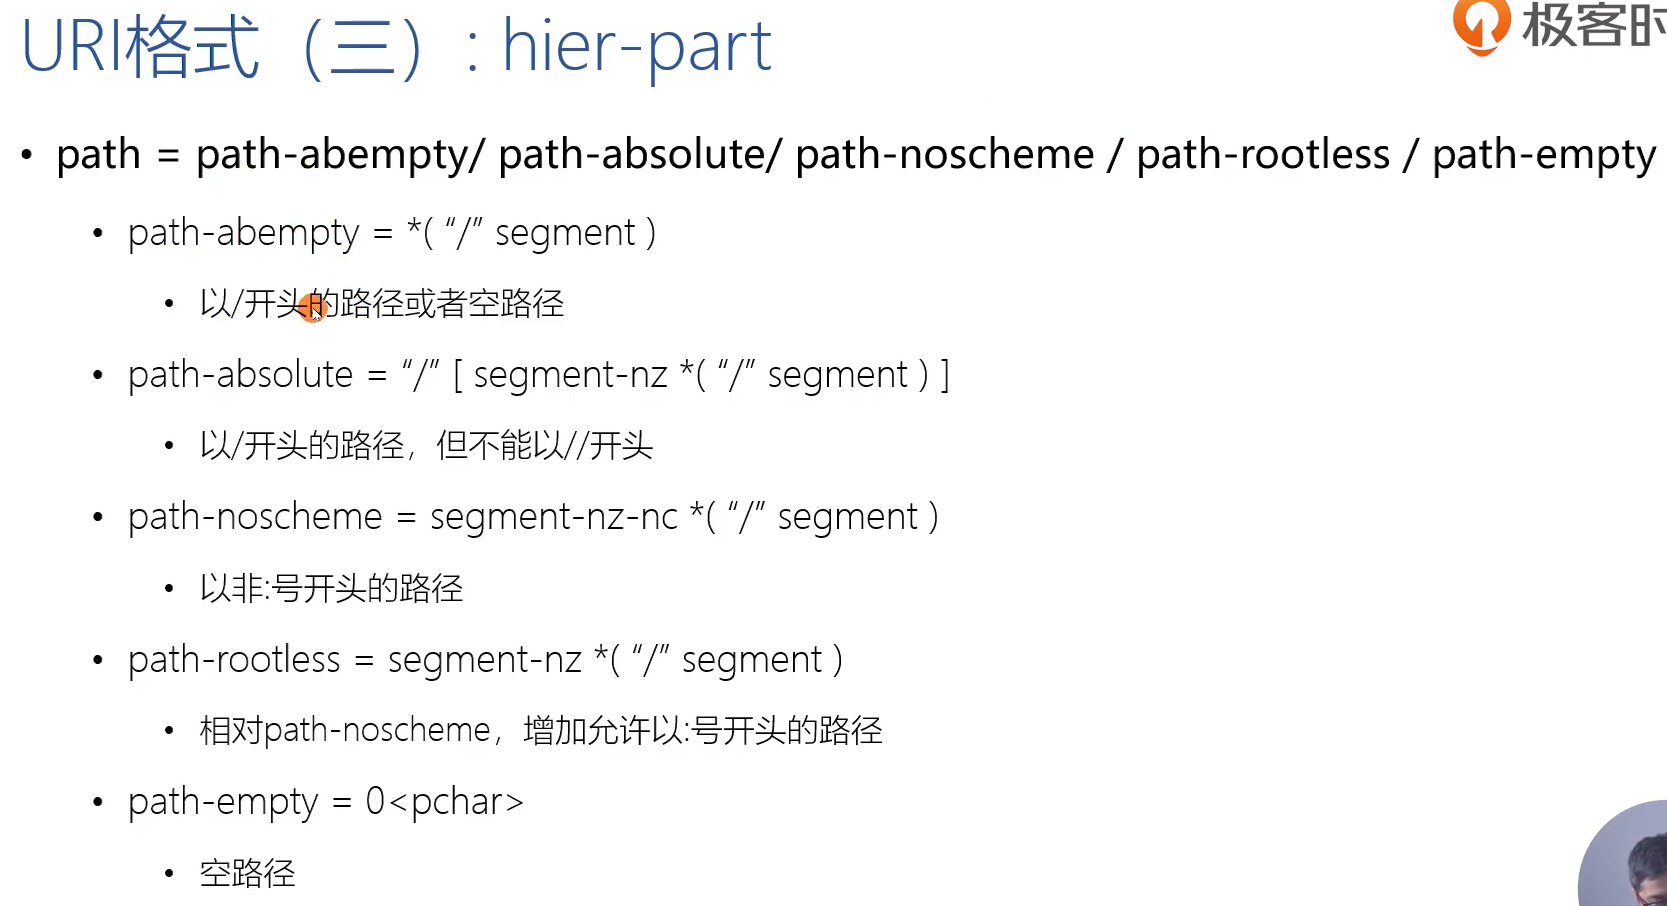 URI格式（三）: hier-part
极客时
• path = path-abempty/ path-absolute/ path-noscheme / path-rootless / path-empty
• path-abempty = *( “/” segment )
• 以/开头的路径或者空路径
• path-absolute = “/” [ segment-nz *( “/” segment ) ]
• 以/开头的路径，但不能以//开头
• path-noscheme = segment-nz-nc *( “/” segment )
• 以非:号开头的路径
• path-rootless = segment-nz *( “/” segment )
• 相对path-noscheme，增加允许以:号开头的路径
• path-empty = 0<pchar>
• 空路径